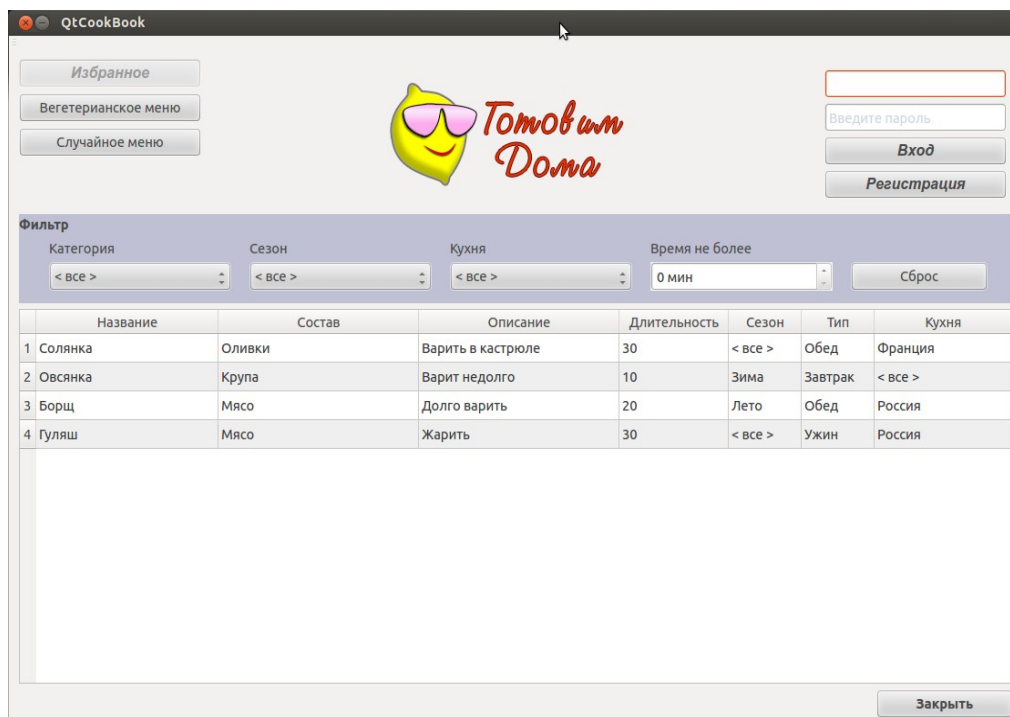 QtCookBook
Избранное
Вегетерианское меню
Случайное меню
Готовим
Дома
Введите пароль
Вход
Регистрация
Фильтр
Категория Сезон Кухня Время не более
< все > < все > < все > 0 мин Сброс
Название Состав Описание Длительность Сезон Тип Кухня
1 Солянка Оливки Варить в кастрюле 30 < все > Обед Франция
2 Овсянка Крупа Варит недолго 10 Зима Завтрак < все >
3 Борщ Мясо Долго варить 20 Лето Обед Россия
4 Гуляш Мясо Жарить 30 < все > Ужин Россия
Закрыть